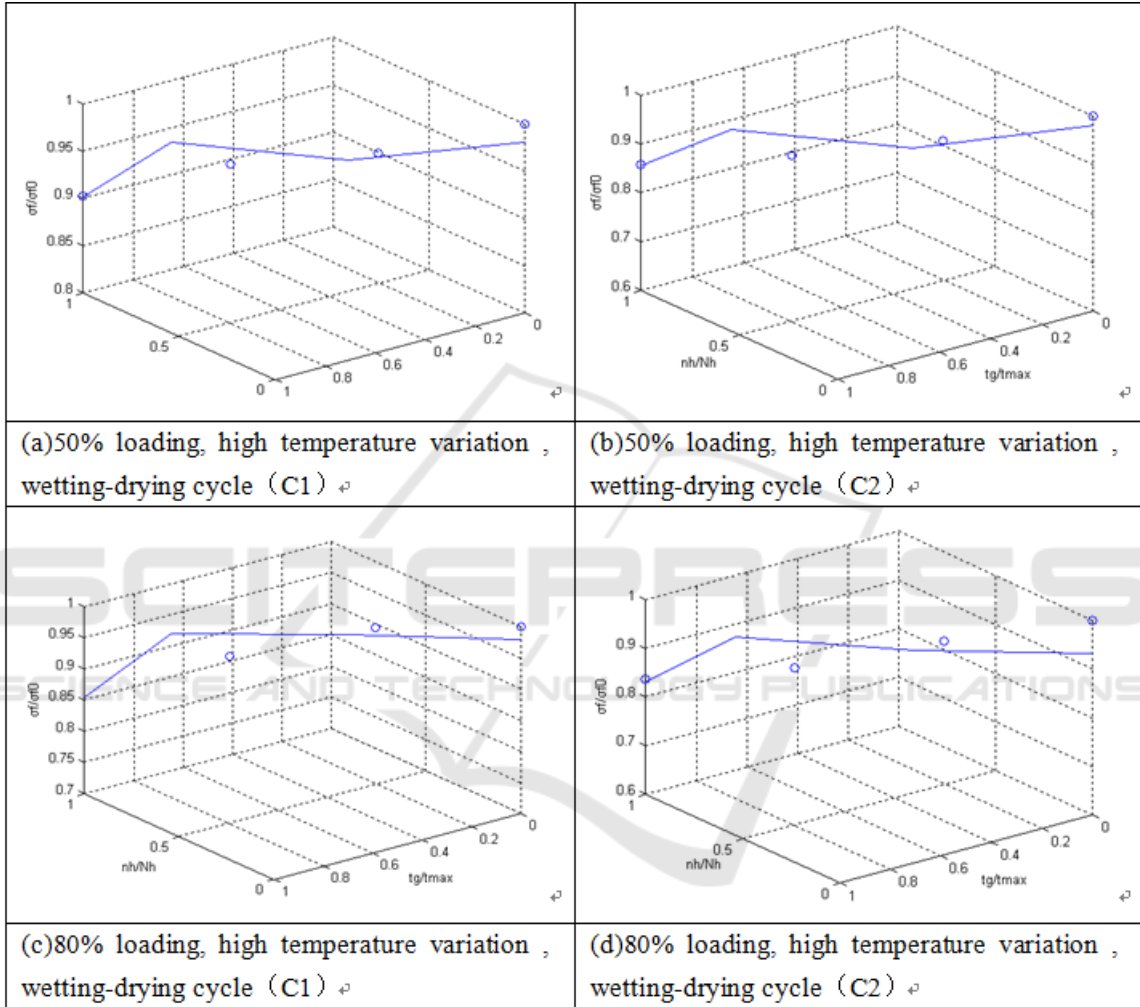 1
0.95
0.9
0.85
0.8
σf/σf0
1
0.5
0
1
0.8
0.6
0.4
0.2
0
(a)50% loading, high temperature variation ,
wetting-drying cycle（C1）
1
0.9
0.8
0.7
0.6
σf/σf0
1
0.5
0
nh/Nh
1
0.8
0.6
0.4
0.2
0
tg/tmax
(b)50% loading, high temperature variation ,
wetting-drying cycle（C2）
1
0.95
0.9
0.85
0.8
0.75
0.7
σf/σf0
1
0.5
0
nh/Nh
1
0.8
0.6
0.4
0.2
0
tg/tmax
(c)80% loading, high temperature variation ,
wetting-drying cycle（C1）
1
0.9
0.8
0.7
0.6
σf/σf0
1
0.5
0
nh/Nh
1
0.8
0.6
0.4
0.2
0
tg/tmax
(d)80% loading, high temperature variation ,
wetting-drying cycle（C2）
SCITEPRESS
SCIENCE AND TECHNOLOGY PUBLICATIONS